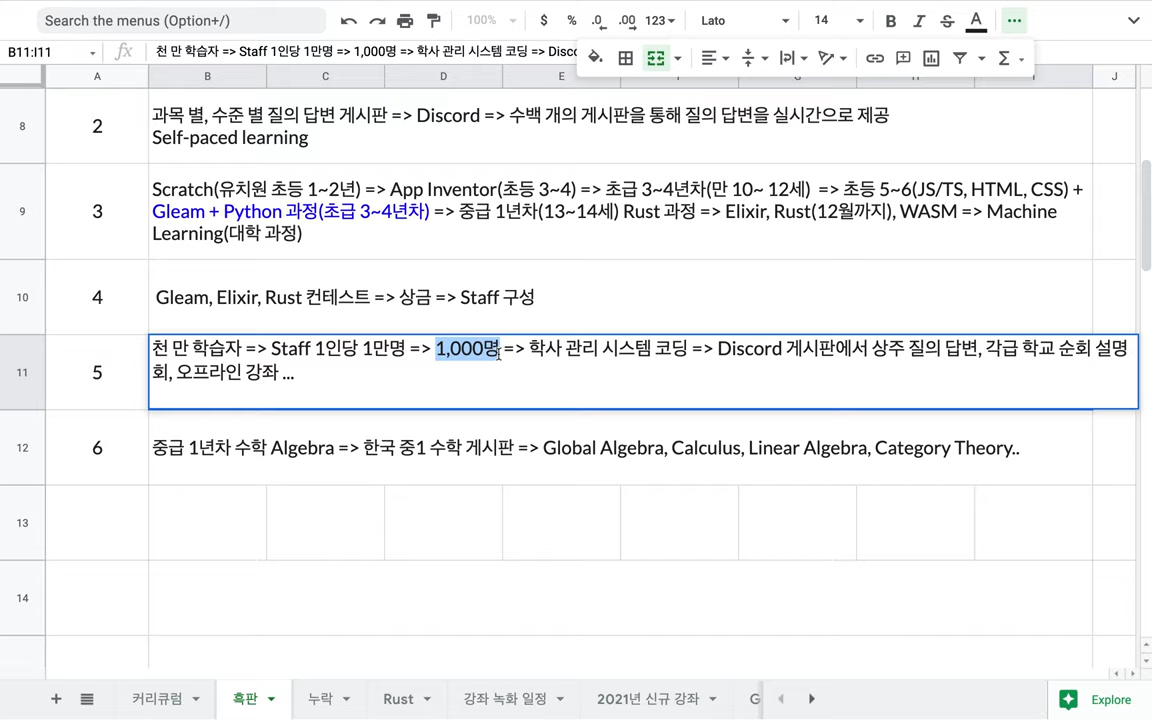 Search the menus (Option+/)
100%
$ % .0 .00 123
Lato
14
B I S A
B11:I11
fx
천 만 학습자 => Staff 1인당 1만명 => 1,000명 => 학사 관리 시스템 코딩 => Disco
A B C D E J
8
2
과목 별, 수준 별 질의 답변 게시판 => Discord => 수백 개의 게시판을 통해 질의 답변을 실시간으로 제공
Self-paced learning
9
3
Scratch(유치원 초등 1~2년) => App Inventor(초등 3~4) => 초급 3~4년차(만 10~ 12세) => 초등 5~6(JS/TS, HTML, CSS) +
Gleam + Python 과정(초급 3~4년차) => 중급 1년차(13~14세) Rust 과정 => Elixir, Rust(12월까지), WASM => Machine
Learning(대학 과정)
10
4
Gleam, Elixir, Rust 컨테스트 => 상금 => Staff 구성
11
5
천 만 학습자 => Staff 1인당 1만명 => 1,000명 => 학사 관리 시스템 코딩 => Discord 게시판에서 상주 질의 답변, 각급 학교 순회 설명
회, 오프라인 강좌 ...
12
6
중급 1년차 수학 Algebra => 한국 중1 수학 게시판 => Global Algebra, Calculus, Linear Algebra, Category Theory..
13
14
커리큘럼
흑판
누락
Rust
강좌 녹화 일정
2021년 신규 강좌
G
Explore